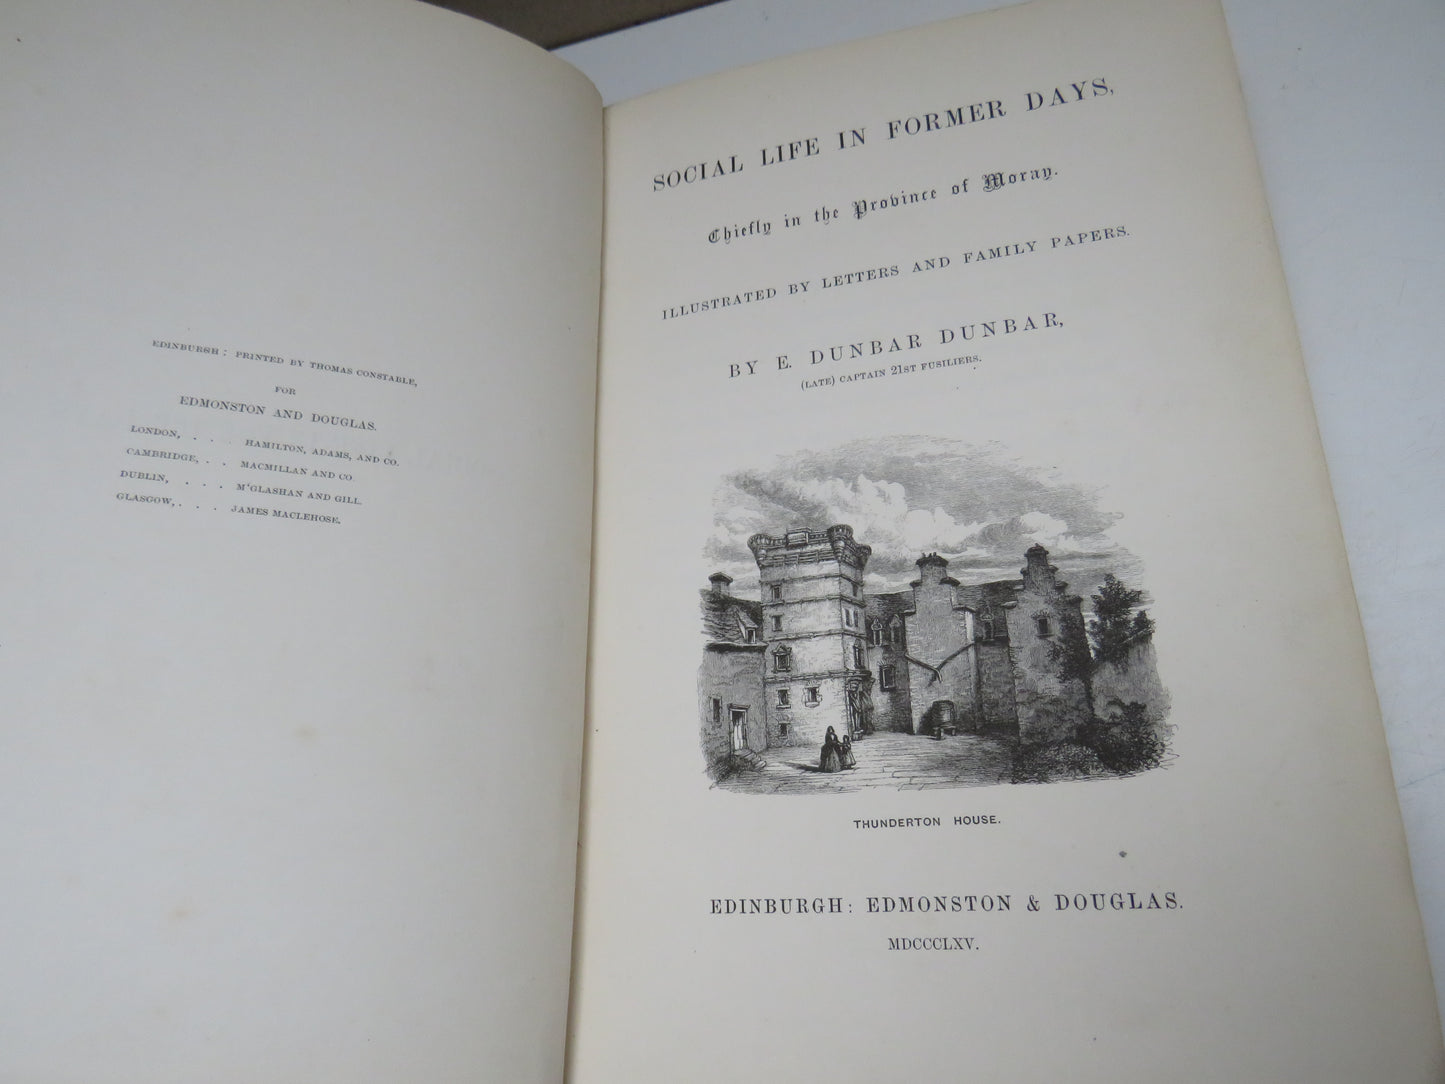 EDINBURGH: PRINTED BY THOMAS CONSTABLE,
FOR
EDMONSTON AND DOUGLAS.
LONDON, . . . HAMILTON, ADAMS, AND CO.
CAMBRIDGE, . . MACMILLAN AND CO.
DUBLIN, . . . M'GLASHAN AND GILL.
GLASGOW, . . . JAMES MACLEHOSE.
SOCIAL LIFE IN FORMER DAYS,
Chiefly in the Province of Moray.
ILLUSTRATED BY LETTERS AND FAMILY PAPERS.
BY E. DUNBAR DUNBAR,
(LATE) CAPTAIN 21ST FUSILIERS.
THUNDERTON HOUSE.
EDINBURGH: EDMONSTON & DOUGLAS.
MDCCCLXV.